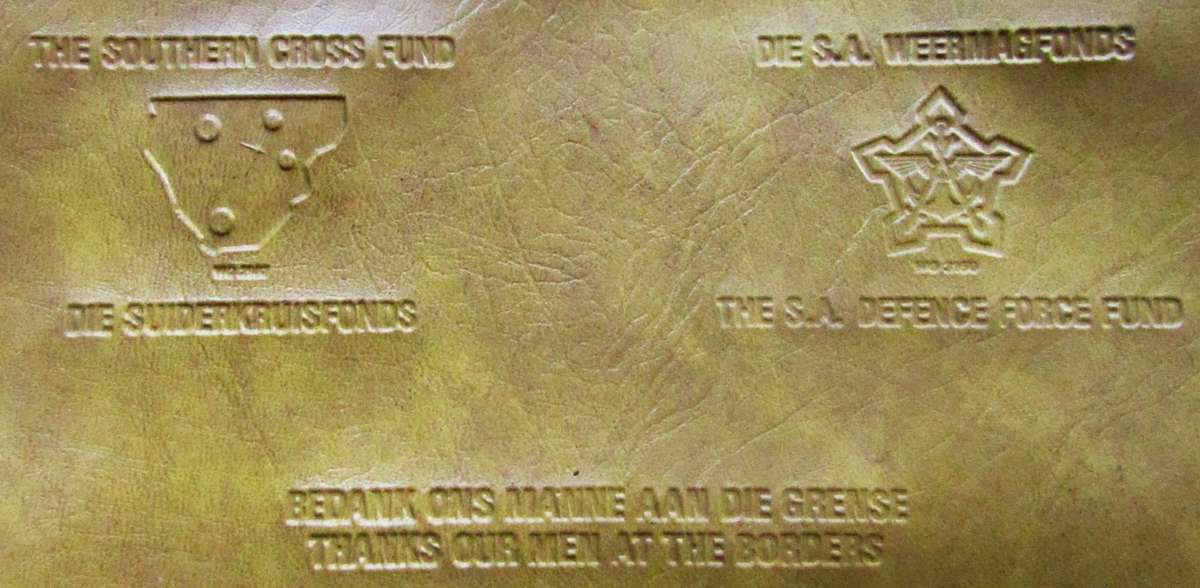 THE SOUTHERN CROSS FUND
DIE SUIDERKRUISFONDS
DIE S.A. WEERMAGFONDS
THE S.A. DEFENCE FORCE FUND
BEDANK ONS MANNE AAN DIE GRENSE
THANKS OUR MEN AT THE BORDERS